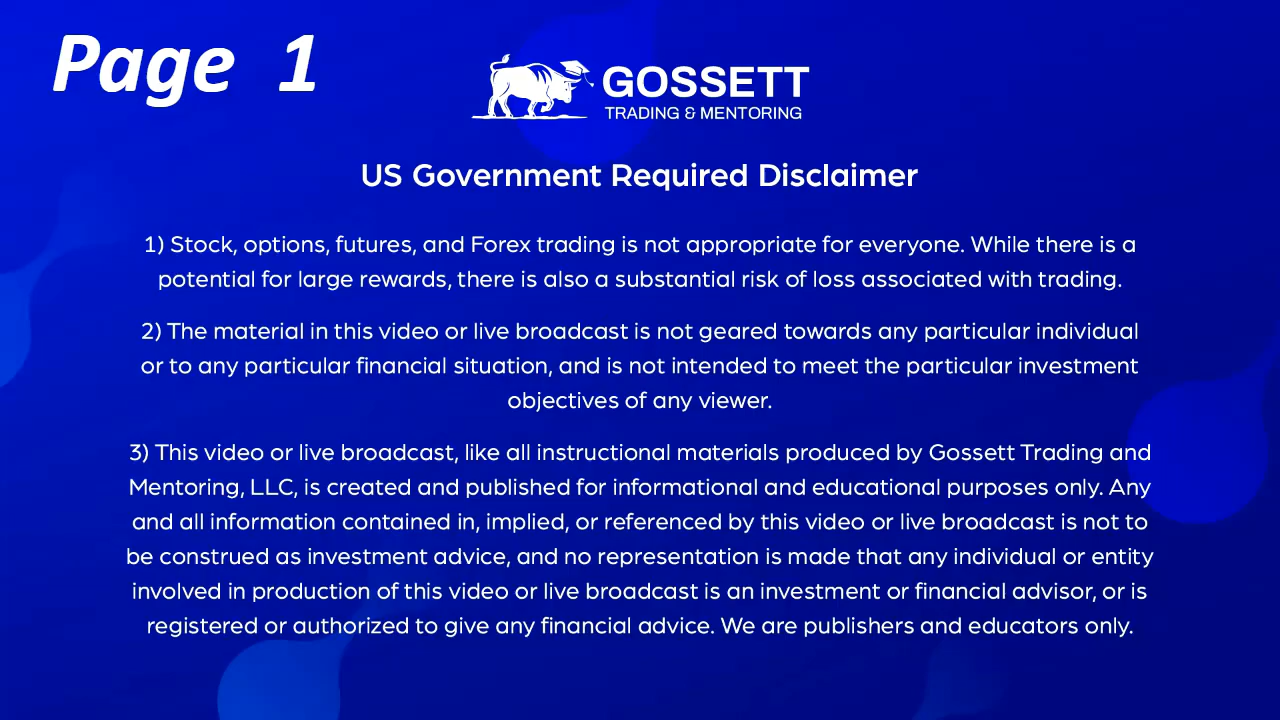 Page 1
GOSSETT
TRADING & MENTORING
US Government Required Disclaimer
1) Stock, options, futures, and Forex trading is not appropriate for everyone. While there is a
potential for large rewards, there is also a substantial risk of loss associated with trading.
2) The material in this video or live broadcast is not geared towards any particular individual
or to any particular financial situation, and is not intended to meet the particular investment
objectives of any viewer.
3) This video or live broadcast, like all instructional materials produced by Gossett Trading and
Mentoring, LLC, is created and published for informational and educational purposes only. Any
and all information contained in, implied, or referenced by this video or live broadcast is not to
be construed as investment advice, and no representation is made that any individual or entity
involved in production of this video or live broadcast is an investment or financial advisor, or is
registered or authorized to give any financial advice. We are publishers and educators only.